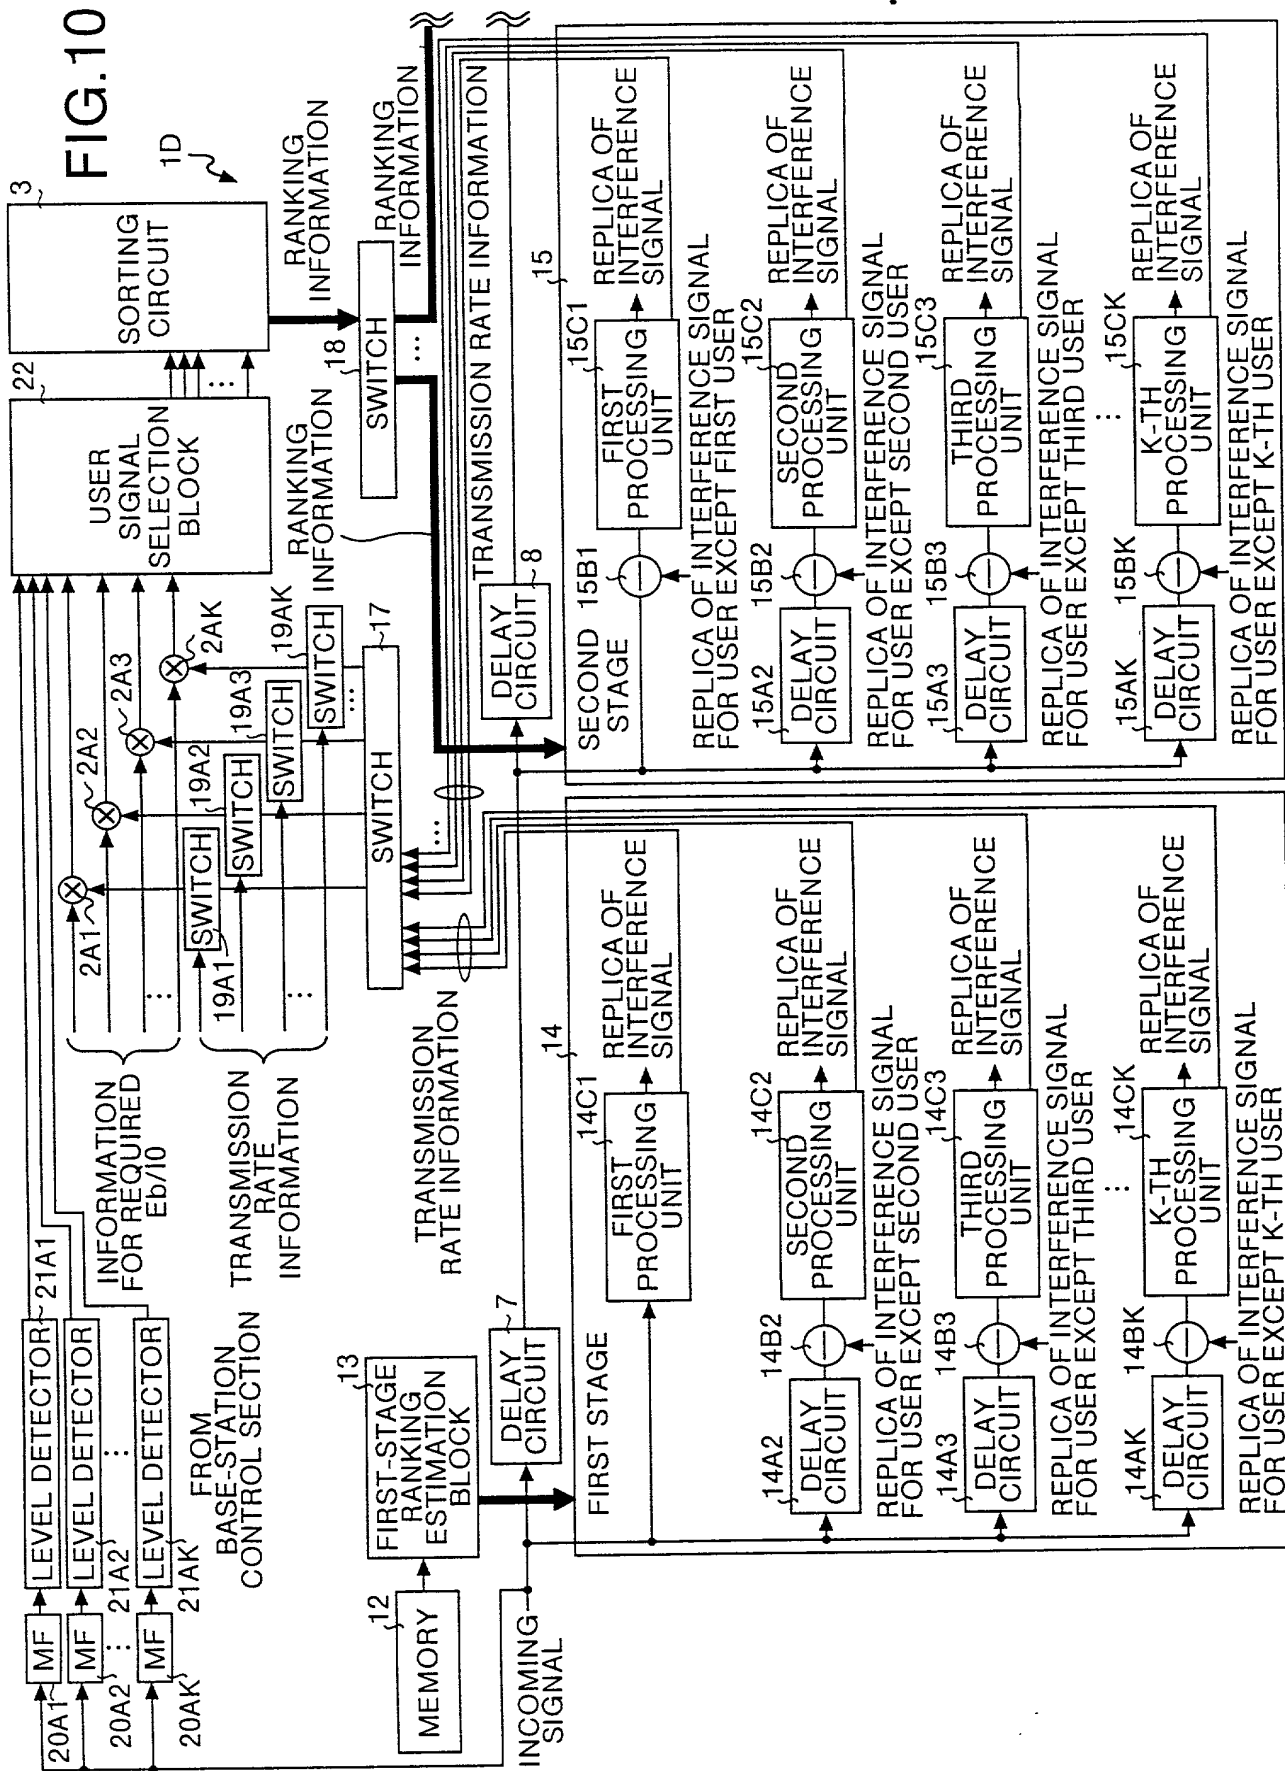 FIG.10
1D
3
SORTING
CIRCUIT
22
USER
SIGNAL
SELECTION
BLOCK
RANKING
INFORMATION
18
SWITCH
RANKING
INFORMATION
RANKING
INFORMATION
TRANSMISSION RATE INFORMATION
20A1
MF
LEVEL DETECTOR
21A1
20A2
MF
LEVEL DETECTOR
21A2
20AK
MF
LEVEL DETECTOR
21AK
FROM
BASE-STATION
CONTROL SECTION
INFORMATION
FOR REQUIRED
Eb/I0
TRANSMISSION
RATE
INFORMATION
2A1
2A2
2A3
2AK
19A1
SWITCH
19A2
SWITCH
19A3
SWITCH
19AK
SWITCH
17
SWITCH
TRANSMISSION
RATE INFORMATION
12
MEMORY
13
FIRST-STAGE
RANKING
ESTIMATION
BLOCK
7
DELAY
CIRCUIT
8
DELAY
CIRCUIT
INCOMING
SIGNAL
FIRST STAGE
14
14C1
FIRST
PROCESSING
UNIT
REPLICA OF
INTERFERENCE
SIGNAL
14A2
DELAY
CIRCUIT
14B2
14C2
SECOND
PROCESSING
UNIT
REPLICA OF
INTERFERENCE
SIGNAL
REPLICA OF INTERFERENCE SIGNAL
FOR USER EXCEPT SECOND USER
14A3
DELAY
CIRCUIT
14B3
14C3
THIRD
PROCESSING
UNIT
REPLICA OF
INTERFERENCE
SIGNAL
REPLICA OF INTERFERENCE SIGNAL
FOR USER EXCEPT THIRD USER
14AK
DELAY
CIRCUIT
14BK
14CK
K-TH
PROCESSING
UNIT
REPLICA OF
INTERFERENCE
SIGNAL
REPLICA OF INTERFERENCE SIGNAL
FOR USER EXCEPT K-TH USER
SECOND
STAGE
15
15B1
15C1
FIRST
PROCESSING
UNIT
REPLICA OF
INTERFERENCE
SIGNAL
REPLICA OF INTERFERENCE SIGNAL
FOR USER EXCEPT FIRST USER
15A2
DELAY
CIRCUIT
15B2
15C2
SECOND
PROCESSING
UNIT
REPLICA OF
INTERFERENCE
SIGNAL
REPLICA OF INTERFERENCE SIGNAL
FOR USER EXCEPT SECOND USER
15A3
DELAY
CIRCUIT
15B3
15C3
THIRD
PROCESSING
UNIT
REPLICA OF
INTERFERENCE
SIGNAL
REPLICA OF INTERFERENCE SIGNAL
FOR USER EXCEPT THIRD USER
15AK
DELAY
CIRCUIT
15BK
15CK
K-TH
PROCESSING
UNIT
REPLICA OF
INTERFERENCE
SIGNAL
REPLICA OF INTERFERENCE SIGNAL
FOR USER EXCEPT K-TH USER